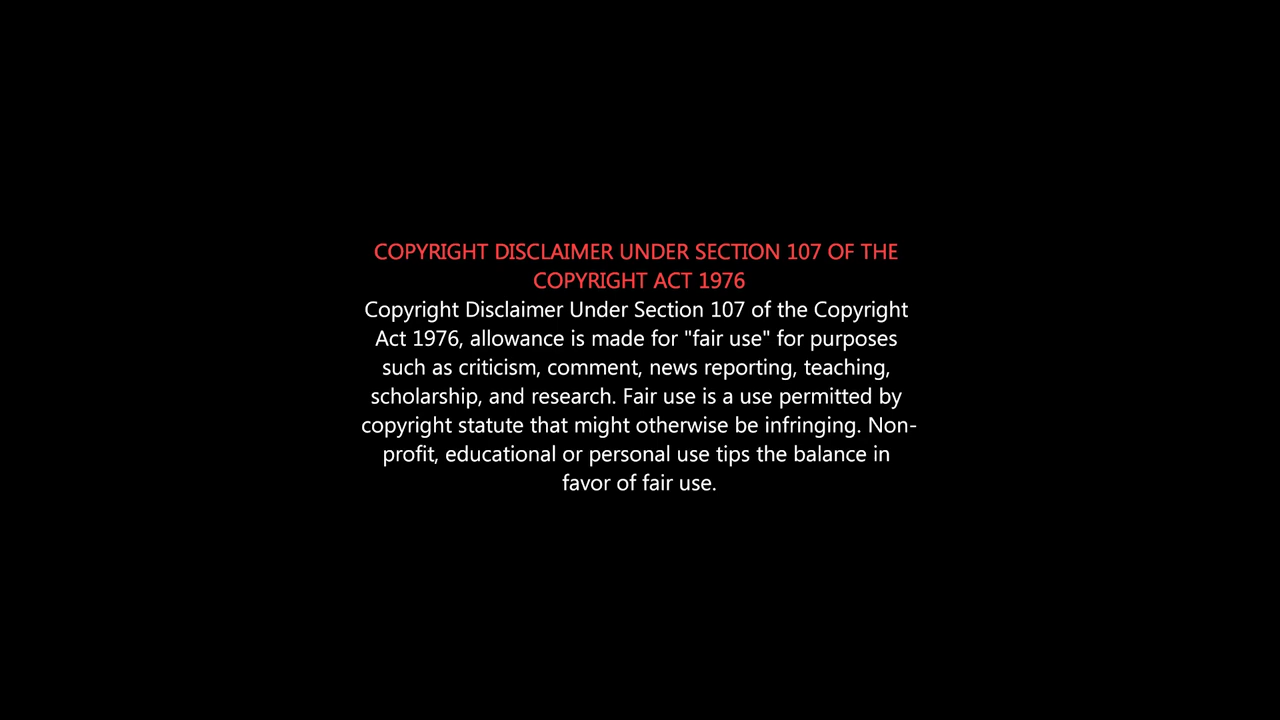 COPYRIGHT DISCLAIMER UNDER SECTION 107 OF THE
COPYRIGHT ACT 1976
Copyright Disclaimer Under Section 107 of the Copyright
Act 1976, allowance is made for "fair use" for purposes
such as criticism, comment, news reporting, teaching,
scholarship, and research. Fair use is a use permitted by
copyright statute that might otherwise be infringing. Non-
profit, educational or personal use tips the balance in
favor of fair use.